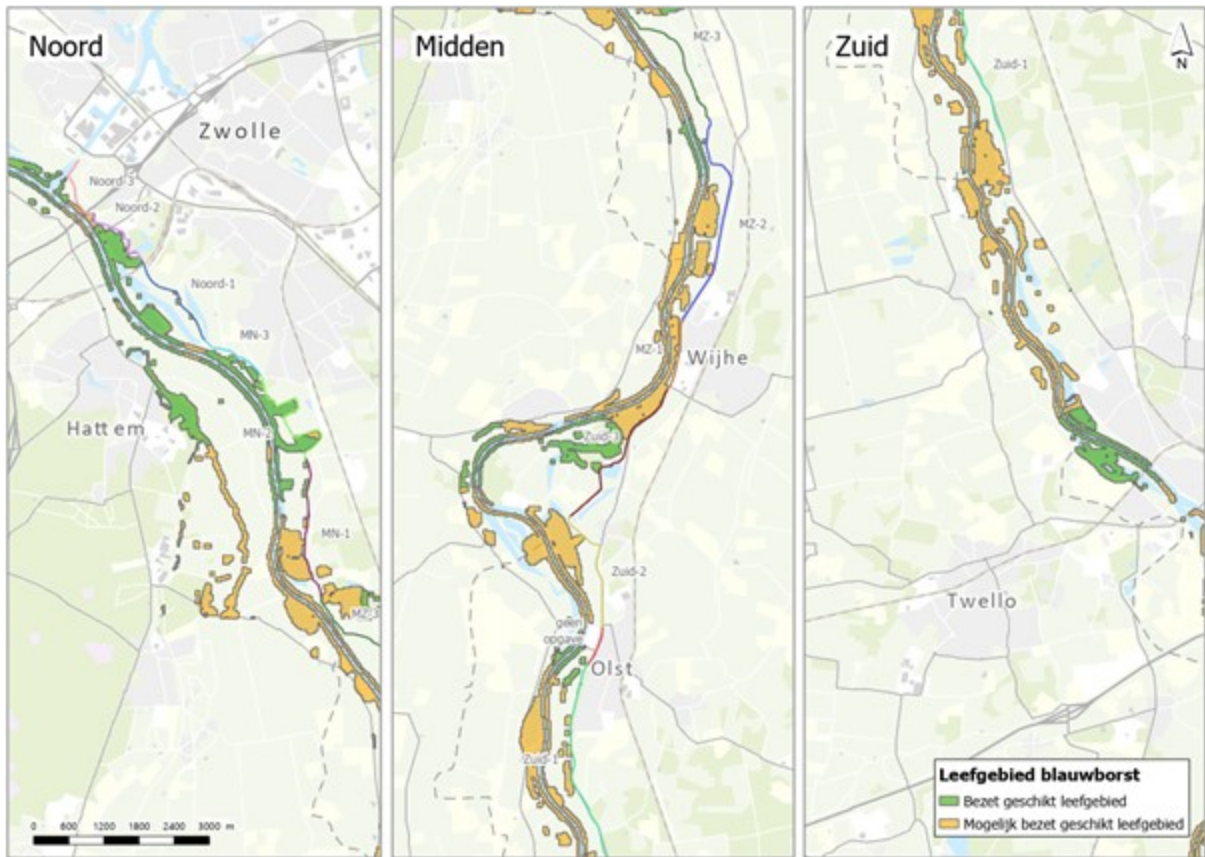 Noord
Zwolle
Noord-3
Noord-2
Noord-1
MN-3
Hattem
MN-2
MN-1
MZ-3
0 600 1200 1800 2400 3000 m
Midden
MZ-3
MZ-2
MZ-1
Wijhe
Zuid-3
Zuid-2
geen
opgave
Olst
Zuid-1
Zuid
N
Zuid-1
Twello
Leefgebied blauwborst
Bezet geschikt leefgebied
Mogelijk bezet geschikt leefgebied